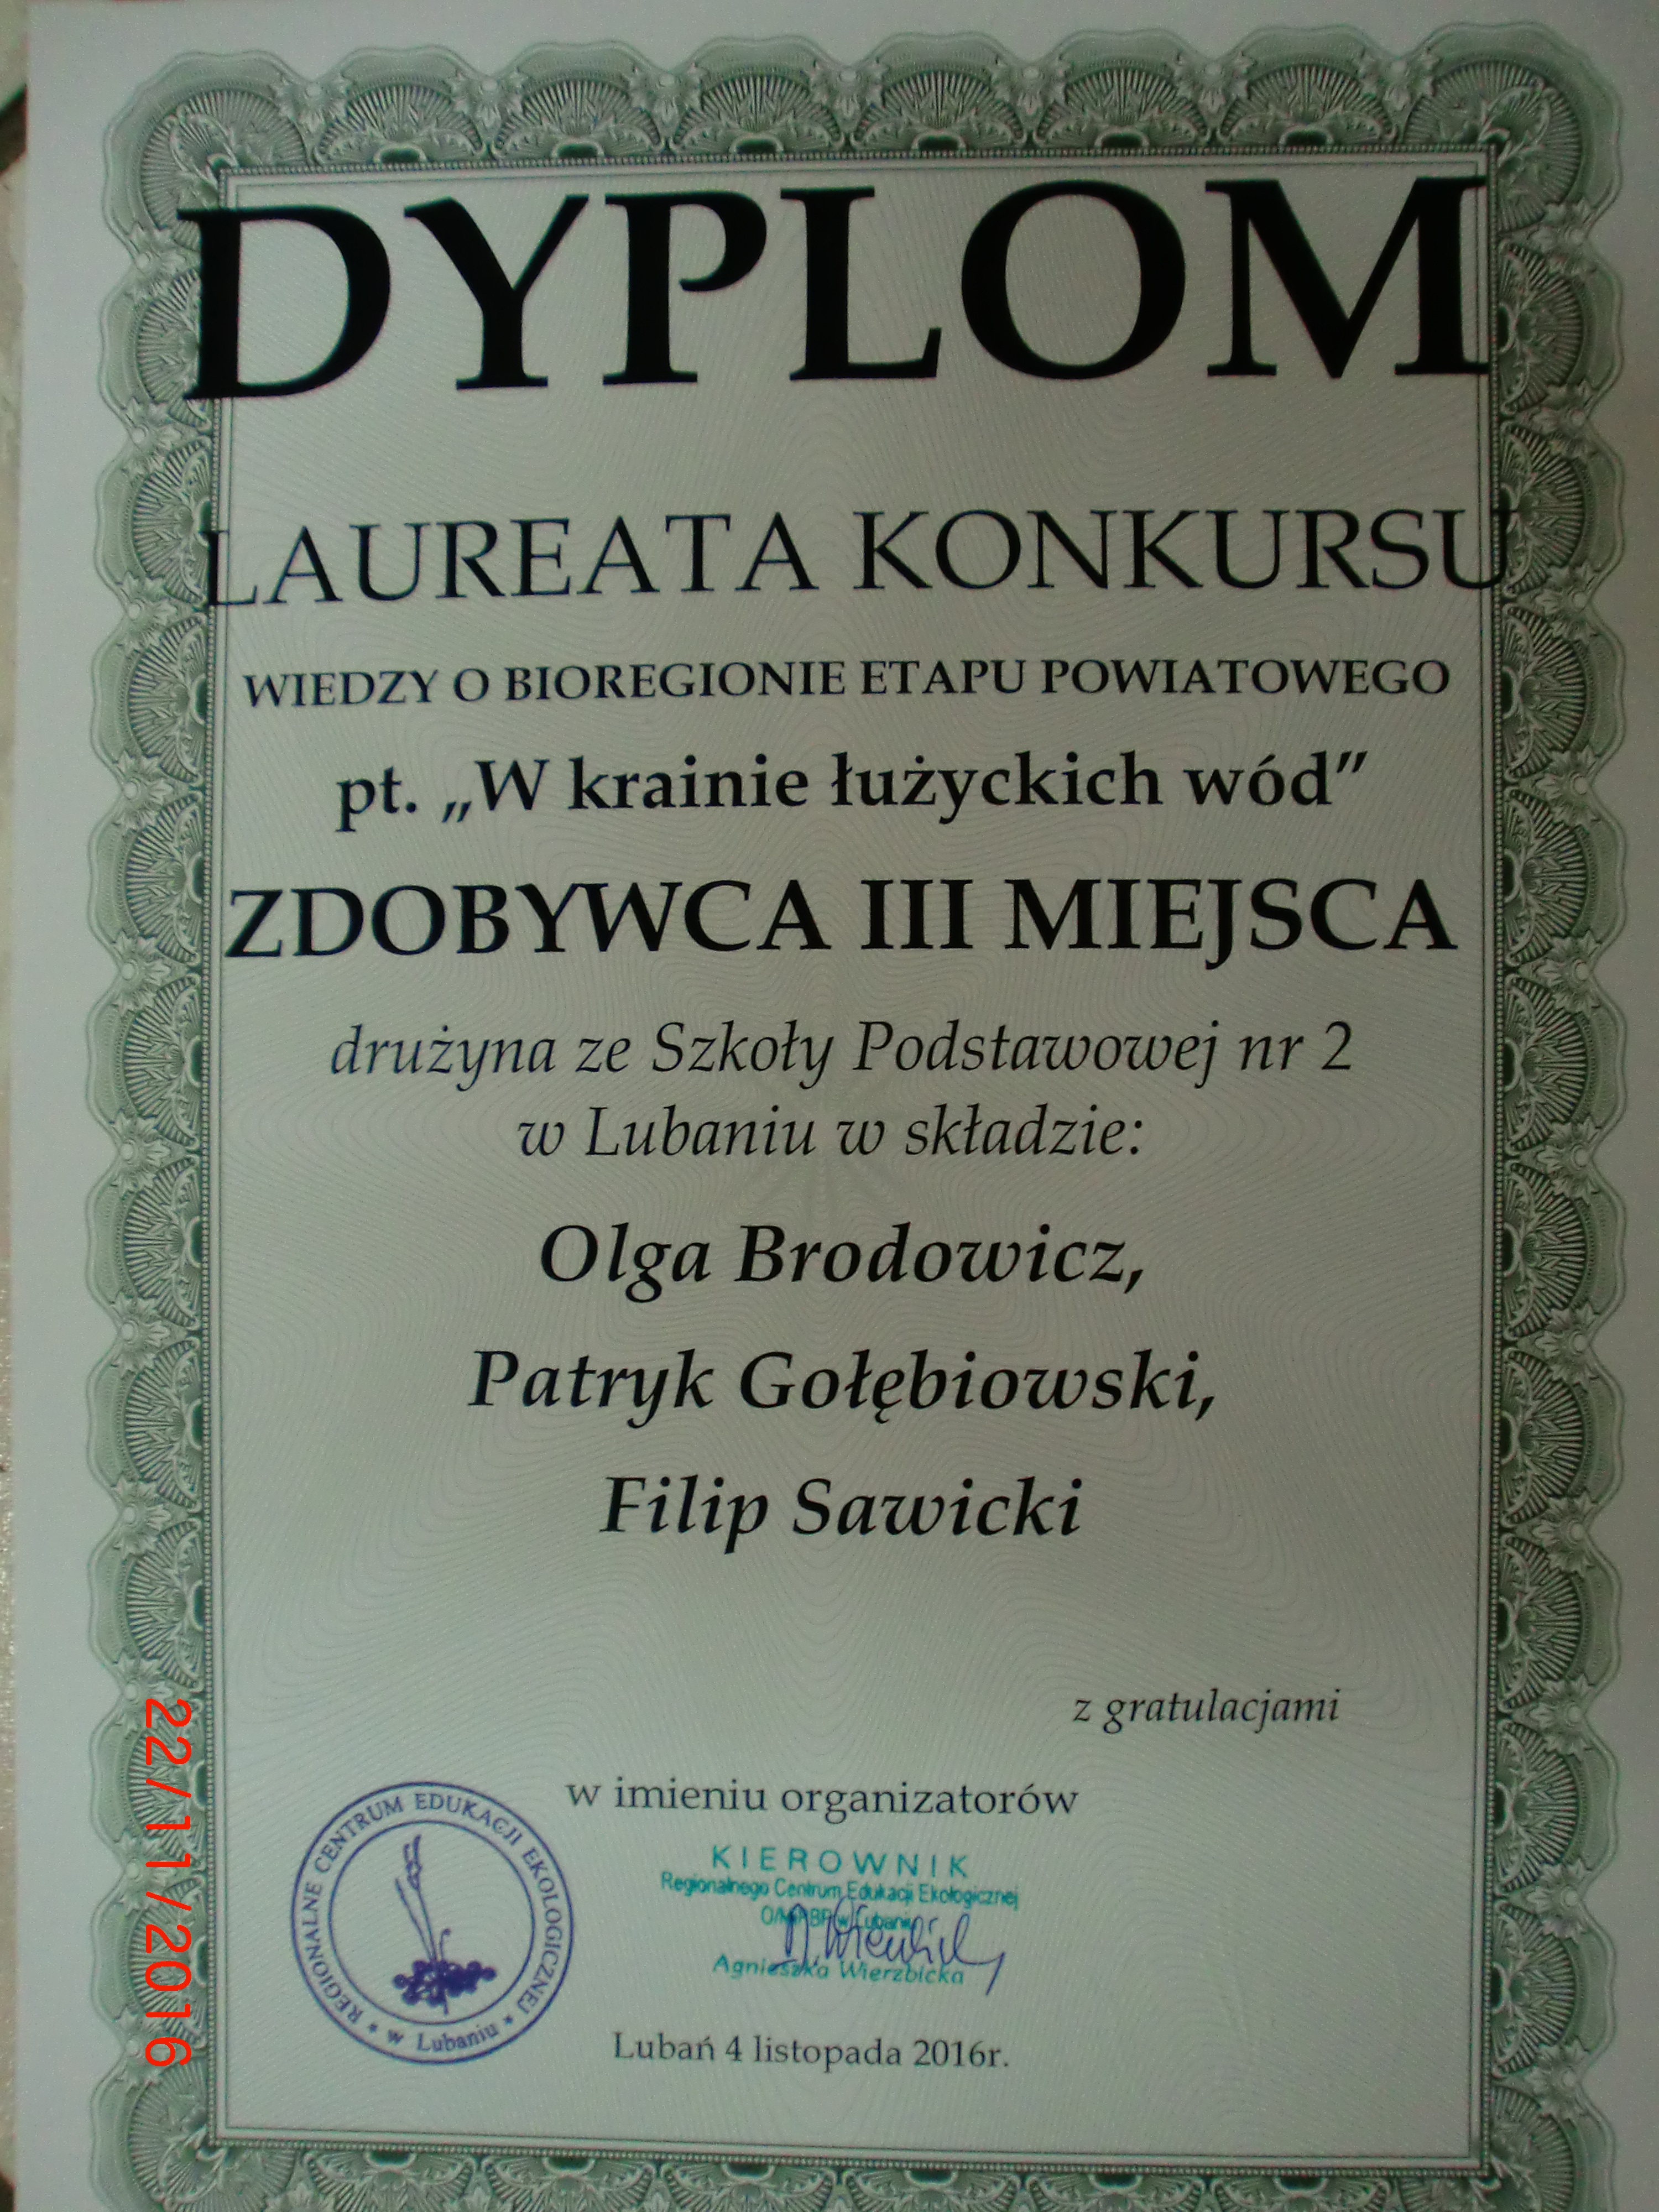 DYPLOM
LAUREATA KONKURSU
WIEDZY O BIOREGIONIE ETAPU POWIATOWEGO
pt. „W krainie łużyckich wód”
ZDOBYWCA III MIEJSCA
drużyna ze Szkoły Podstawowej nr 2
w Lubaniu w składzie:
Olga Brodowicz,
Patryk Gołębiowski,
Filip Sawicki
z gratulacjami
w imieniu organizatorów
KIEROWNIK
Regionalnego Centrum Edukacji Ekologicznej
w Lubaniu
Agnieszka Wierzbicka
REGIONALNE CENTRUM EDUKACJI EKOLOGICZNEJ
* w Lubaniu *
Lubań 4 listopada 2016r.
22/11/2016